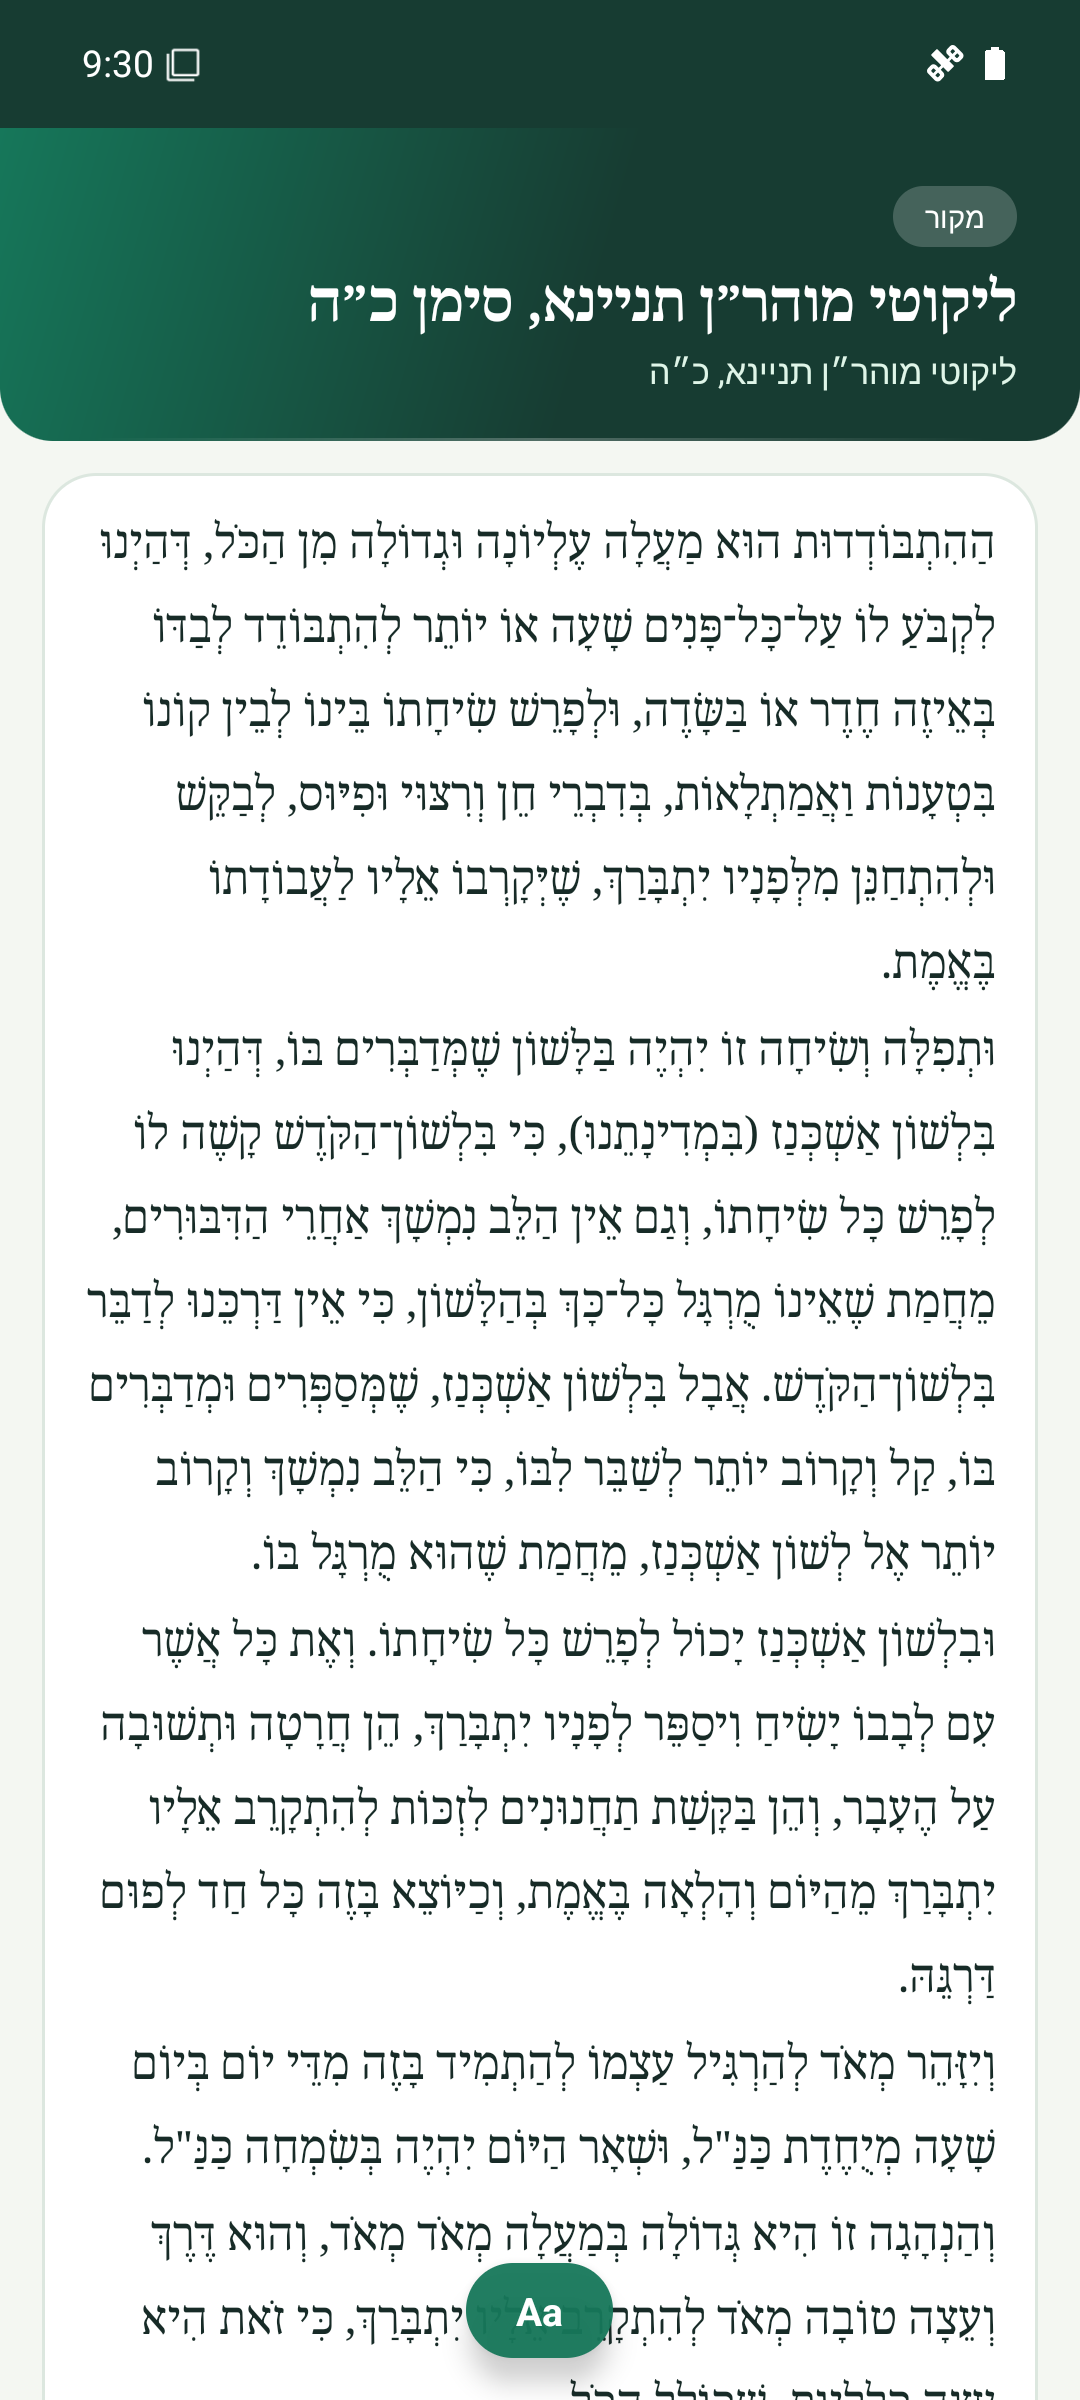 9:30
מקור
ליקוטי מוהר״ן תניינא, סימן כ״ה
ליקוטי מוהר״ן תניינא, כ״ה
הַהִתְבּוֹדְדוּת הוּא מַעֲלָה עֶלְיוֹנָה וּגְדוֹלָה מִן הַכֹּל, דְּהַיְנוּ
לִקְבֹּעַ לוֹ עַל־כָּל־פָּנִים שָׁעָה אוֹ יוֹתֵר לְהִתְבּוֹדֵד לְבַדּוֹ
בְּאֵיזֶה חֶדֶר אוֹ בַּשָּׂדֶה, וּלְפָרֵשׁ שִׂיחָתוֹ בֵּינוֹ לְבֵין קוֹנוֹ
בִּטְעָנוֹת וַאֲמַתְלָאוֹת, בְּדִבְרֵי חֵן וְרִצּוּי וּפִיּוּס, לְבַקֵּשׁ
וּלְהִתְחַנֵּן מִלְּפָנָיו יִתְבָּרַךְ, שֶׁיְּקָרְבוֹ אֵלָיו לַעֲבוֹדָתוֹ
בֶּאֱמֶת.
וּתְפִלָּה וְשִׂיחָה זוֹ יִהְיֶה בַּלָּשׁוֹן שֶׁמְּדַבְּרִים בּוֹ, דְּהַיְנוּ
בִּלְשׁוֹן אַשְׁכְּנַז (בִּמְדִינָתֵנוּ), כִּי בִּלְשׁוֹן־הַקֹּדֶשׁ קָשֶׁה לוֹ
לְפָרֵשׁ כָּל שִׂיחָתוֹ, וְגַם אֵין הַלֵּב נִמְשָׁךְ אַחֲרֵי הַדִּבּוּרִים,
מֵחֲמַת שֶׁאֵינוֹ מֻרְגָּל כָּל־כָּךְ בְּהַלָּשׁוֹן, כִּי אֵין דַּרְכֵּנוּ לְדַבֵּר
בִּלְשׁוֹן־הַקֹּדֶשׁ. אֲבָל בִּלְשׁוֹן אַשְׁכְּנַז, שֶׁמְּסַפְּרִים וּמְדַבְּרִים
בּוֹ, קַל וְקָרוֹב יוֹתֵר לְשַׁבֵּר לִבּוֹ, כִּי הַלֵּב נִמְשָׁךְ וְקָרוֹב
יוֹתֵר אֶל לְשׁוֹן אַשְׁכְּנַז, מֵחֲמַת שֶׁהוּא מֻרְגָּל בּוֹ.
וּבִלְשׁוֹן אַשְׁכְּנַז יָכוֹל לְפָרֵשׁ כָּל שִׂיחָתוֹ. וְאֶת כָּל אֲשֶׁר
עִם לְבָבוֹ יָשִׂיחַ וִיסַפֵּר לְפָנָיו יִתְבָּרַךְ, הֵן חֲרָטָה וּתְשׁוּבָה
עַל הֶעָבָר, וְהֵן בַּקָּשַׁת תַּחֲנוּנִים לִזְכּוֹת לְהִתְקָרֵב אֵלָיו
יִתְבָּרַךְ מֵהַיּוֹם וָהָלְאָה בֶּאֱמֶת, וְכַיּוֹצֵא בָּזֶה כָּל חַד לְפוּם
דַּרְגֵּהּ.
וְיִזָּהֵר מְאֹד לְהַרְגִּיל עַצְמוֹ לְהַתְמִיד בָּזֶה מִדֵּי יוֹם בְּיוֹם
שָׁעָה מְיֻחֶדֶת כַּנַּ"ל, וּשְׁאָר הַיּוֹם יִהְיֶה בְּשִׂמְחָה כַּנַּ"ל.
וְהַנְהָגָה זוֹ הִיא גְּדוֹלָה בְּמַעֲלָה מְאֹד מְאֹד, וְהוּא דֶּרֶךְ
וְעֵצָה טוֹבָה מְאֹד לְהִתְקָרֵב אֵלָיו יִתְבָּרַךְ, כִּי זֹאת הִיא
Aa